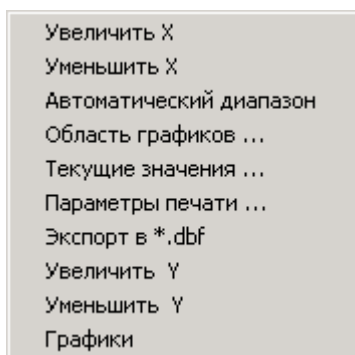 Увеличить X
Уменьшить X
Автоматический диапазон
Область графиков ...
Текущие значения ...
Параметры печати ...
Экспорт в *.dbf
Увеличить  Y
Уменьшить  Y
Графики